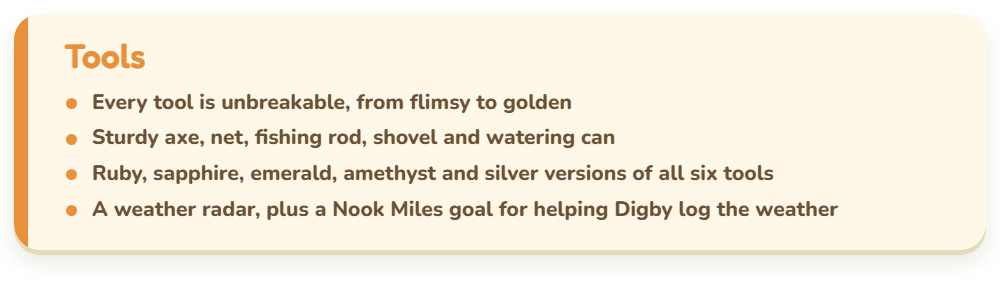 Tools
Every tool is unbreakable, from flimsy to golden
Sturdy axe, net, fishing rod, shovel and watering can
Ruby, sapphire, emerald, amethyst and silver versions of all six tools
A weather radar, plus a Nook Miles goal for helping Digby log the weather